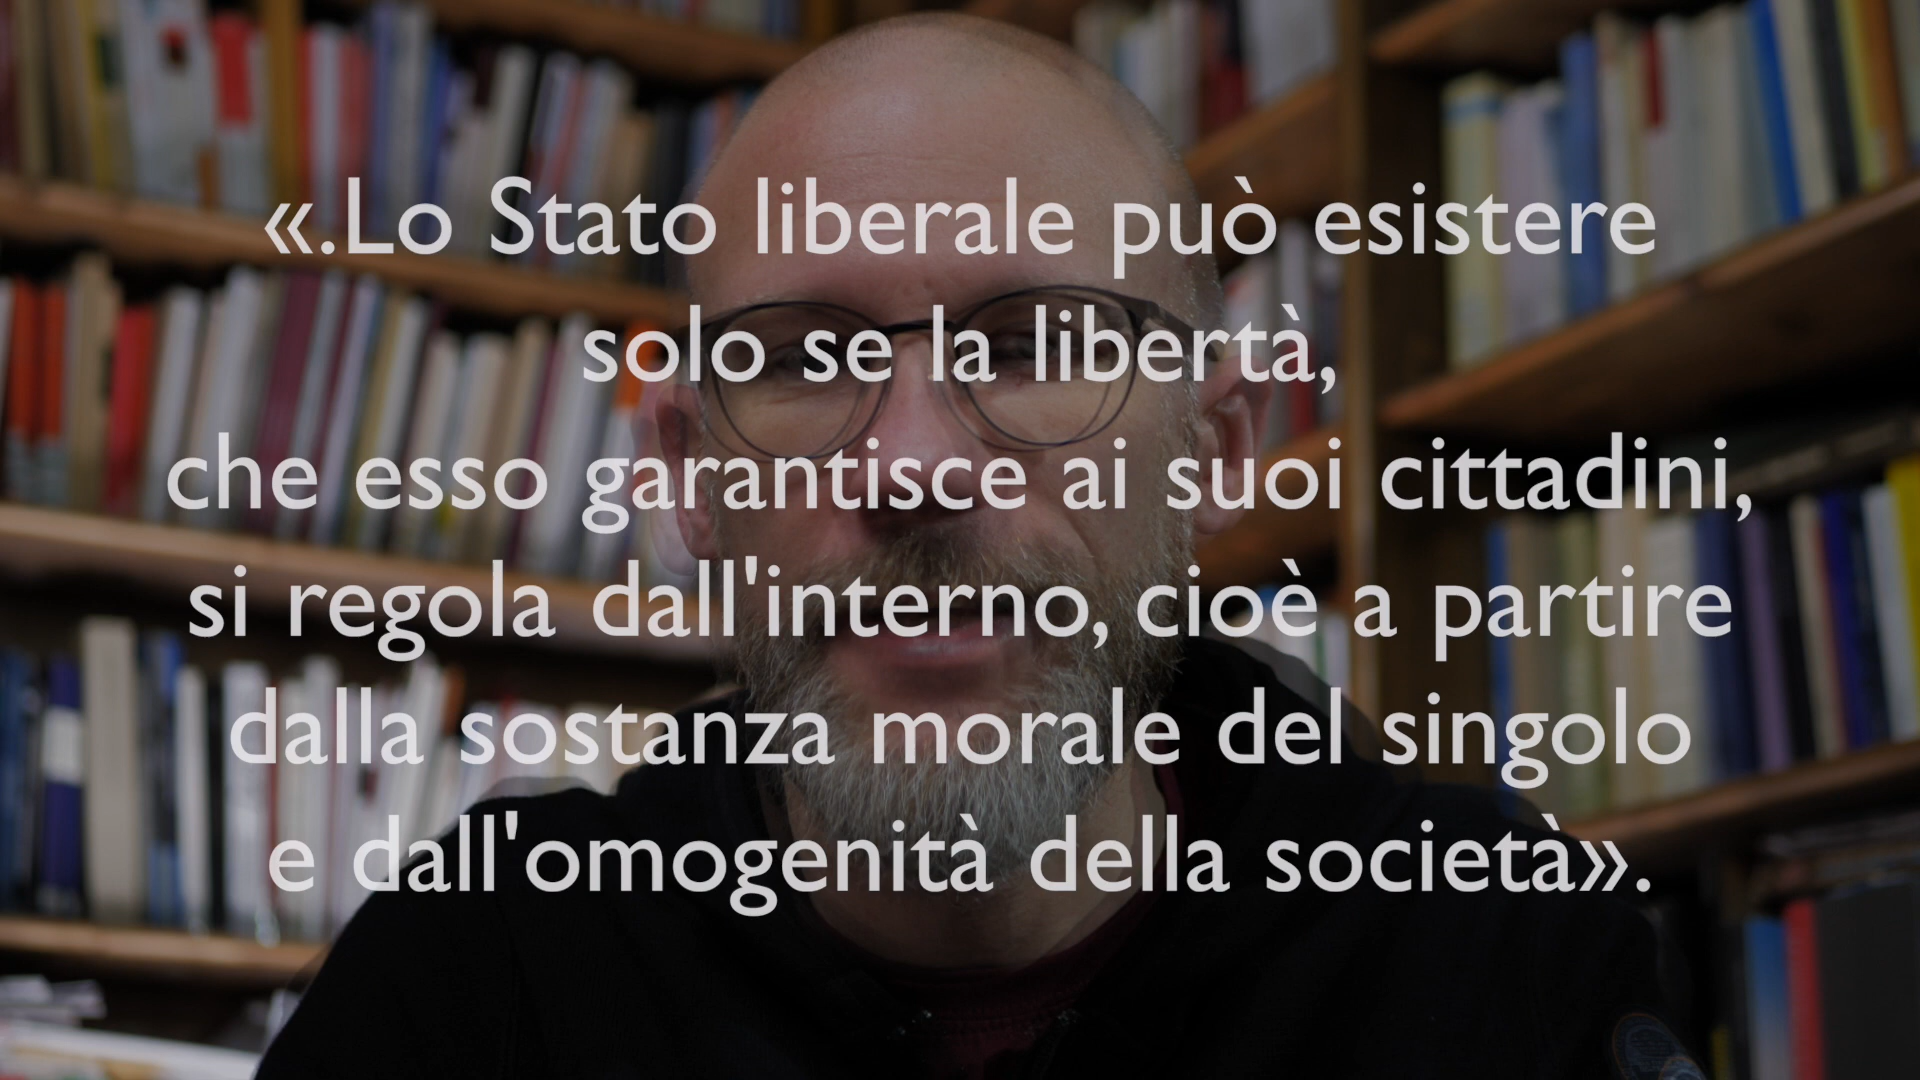 «.Lo Stato liberale può esistere
solo se la libertà,
che esso garantisce ai suoi cittadini,
si regola dall'interno, cioè a partire
dalla sostanza morale del singolo
e dall'omogenità della società».